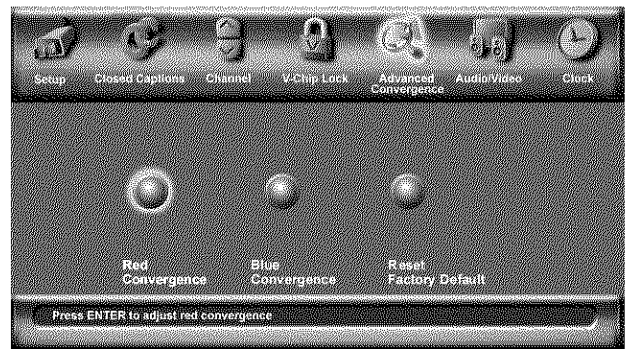 Setup Closed Captions Channel V-Chip Lock Advanced Audio/Video Clock
Convergence
Red Blue Reset
Convergence Convergence Factory Default
Press ENTER to adjust red convergence